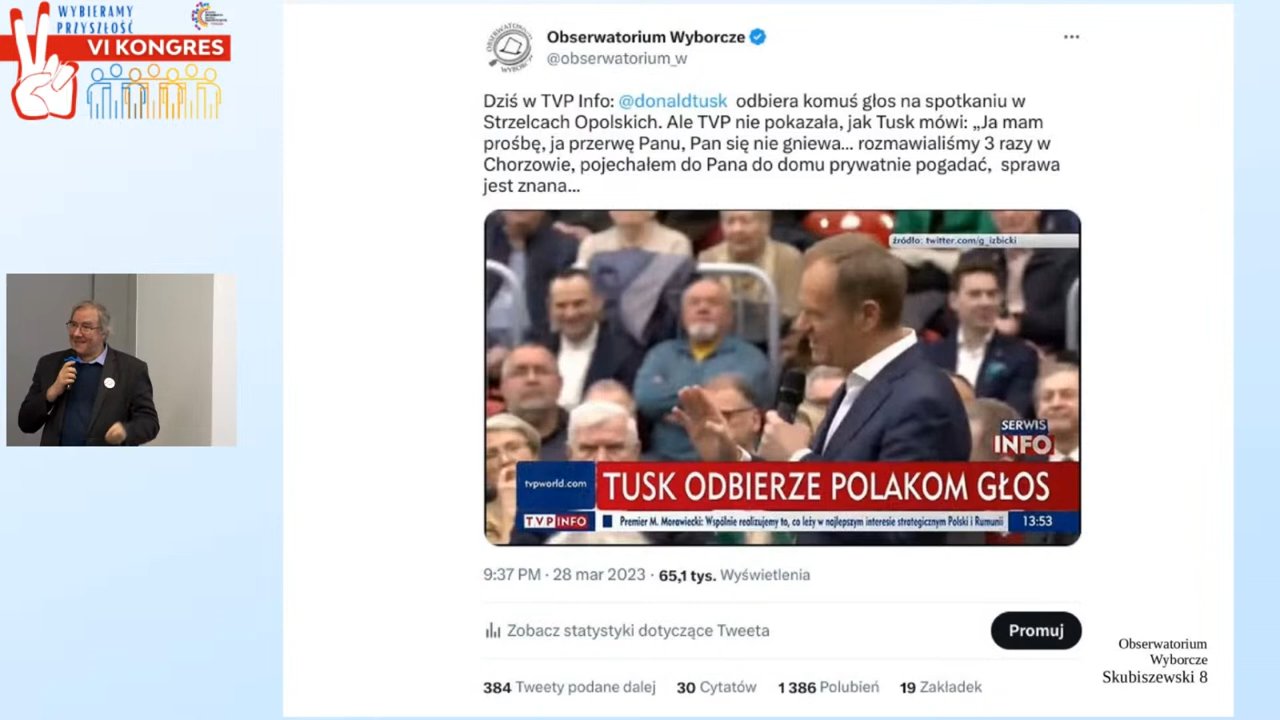 WYBIERAMY
PRZYSZŁOŚĆ
VI KONGRES
Obserwatorium Wyborcze
@obserwatorium_w
Dziś w TVP Info: @donaldtusk odbiera komuś głos na spotkaniu w
Strzelcach Opolskich. Ale TVP nie pokazała, jak Tusk mówi: „Ja mam
prośbę, ja przerwę Panu, Pan się nie gniewa... rozmawialiśmy 3 razy w
Chorzowie, pojechałem do Pana do domu prywatnie pogadać, sprawa
jest znana...
źródło: twitter.com/g_izbicki
SERWIS
INFO
tvpworld.com
TUSK ODBIERZE POLAKOM GŁOS
TVP INFO
Premier M. Morawiecki: Wspólnie realizujemy to, co leży w najlepszym interesie strategicznym Polski i Rumunii
13:53
9:37 PM · 28 mar 2023 · 65,1 tys. Wyświetlenia
Zobacz statystyki dotyczące Tweeta
Promuj
384 Tweety podane dalej 30 Cytatów 1 386 Polubień 19 Zakładek
Obserwatorium
Wyborcze
Skubiszewski 8